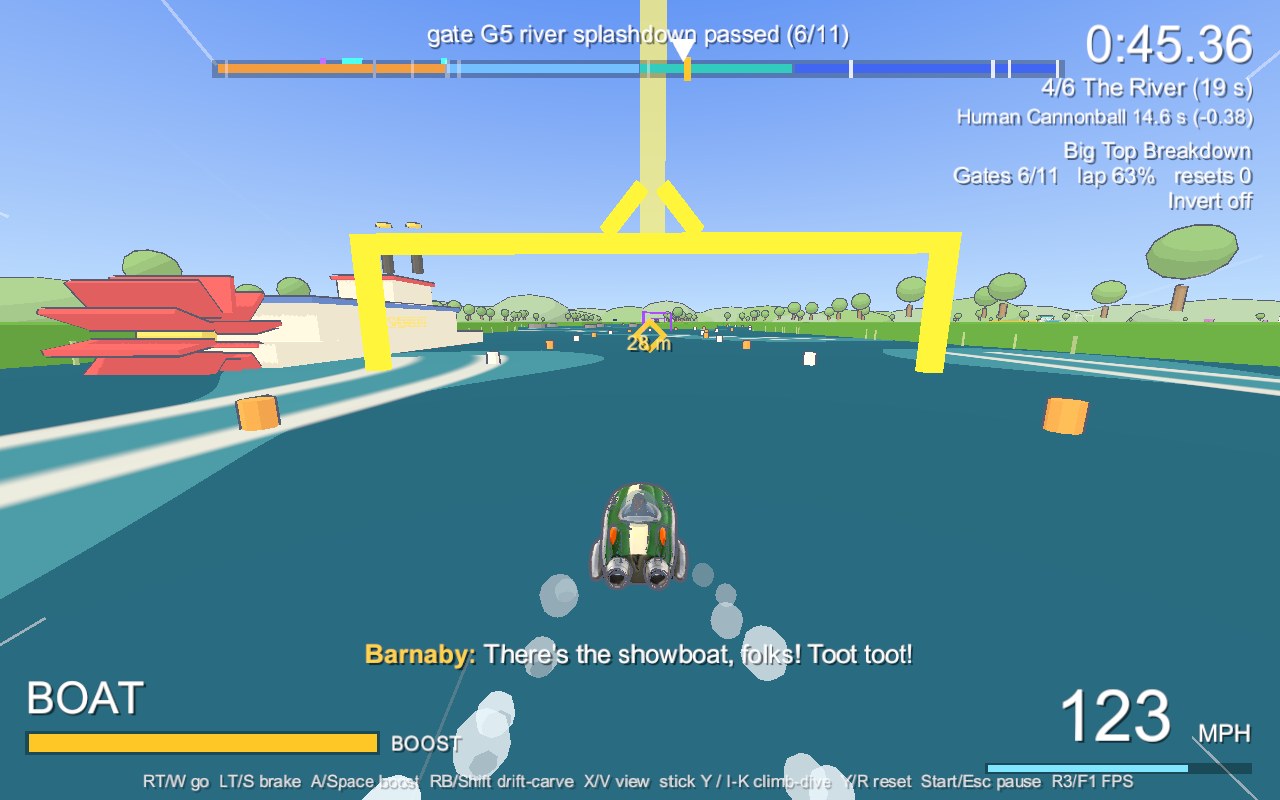 gate G5 river splashdown passed (6/11)
0:45.36
4/6 The River (19 s)
Human Cannonball 14.6 s (-0.38)
Big Top Breakdown
Gates 6/11 lap 63% resets 0
Invert off
28 m
Barnaby: There's the showboat, folks! Toot toot!
BOAT
BOOST
123 MPH
RT/W go LT/S brake A/Space boost RB/Shift drift-carve X/V view stick Y / I-K climb-dive Y/R reset Start/Esc pause R3/F1 FPS